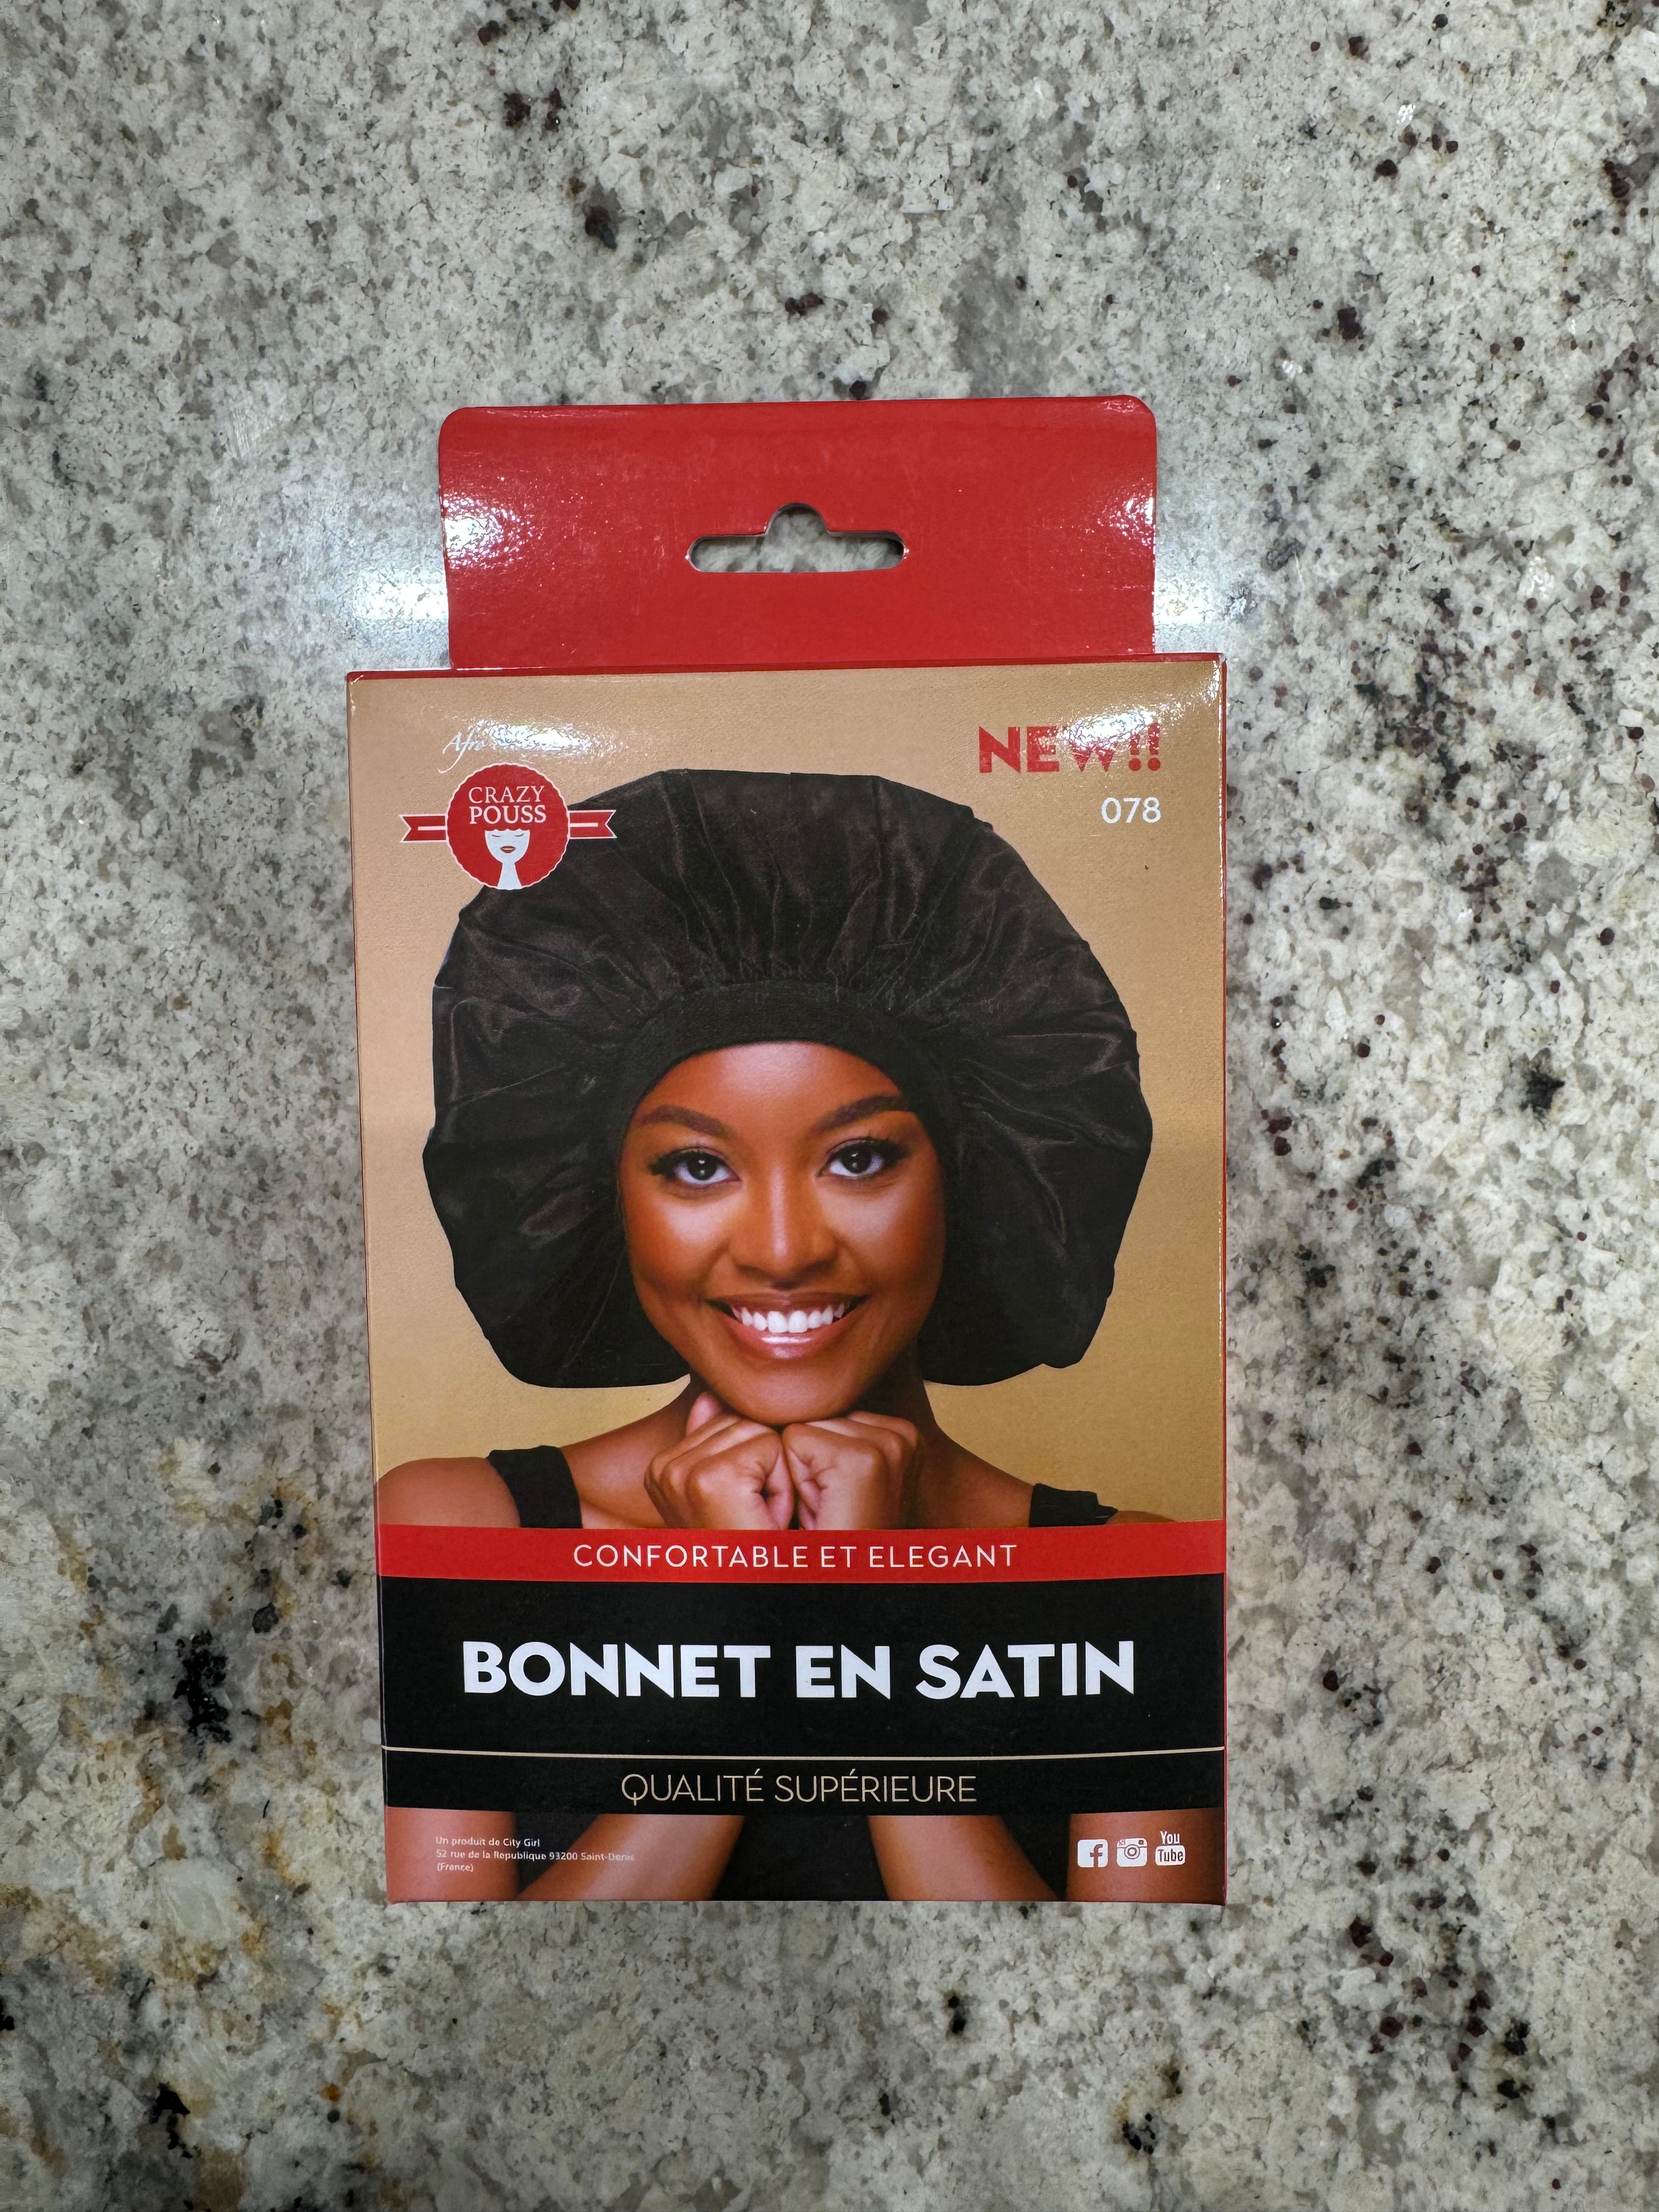 Afro
NEW!!
078
CRAZY
POUSS
CONFORTABLE ET ELEGANT
BONNET EN SATIN
QUALITÉ SUPÉRIEURE
Un produit de City Girl
52 rue de la Republique 93200 Saint-Denis
(France)
You
Tube